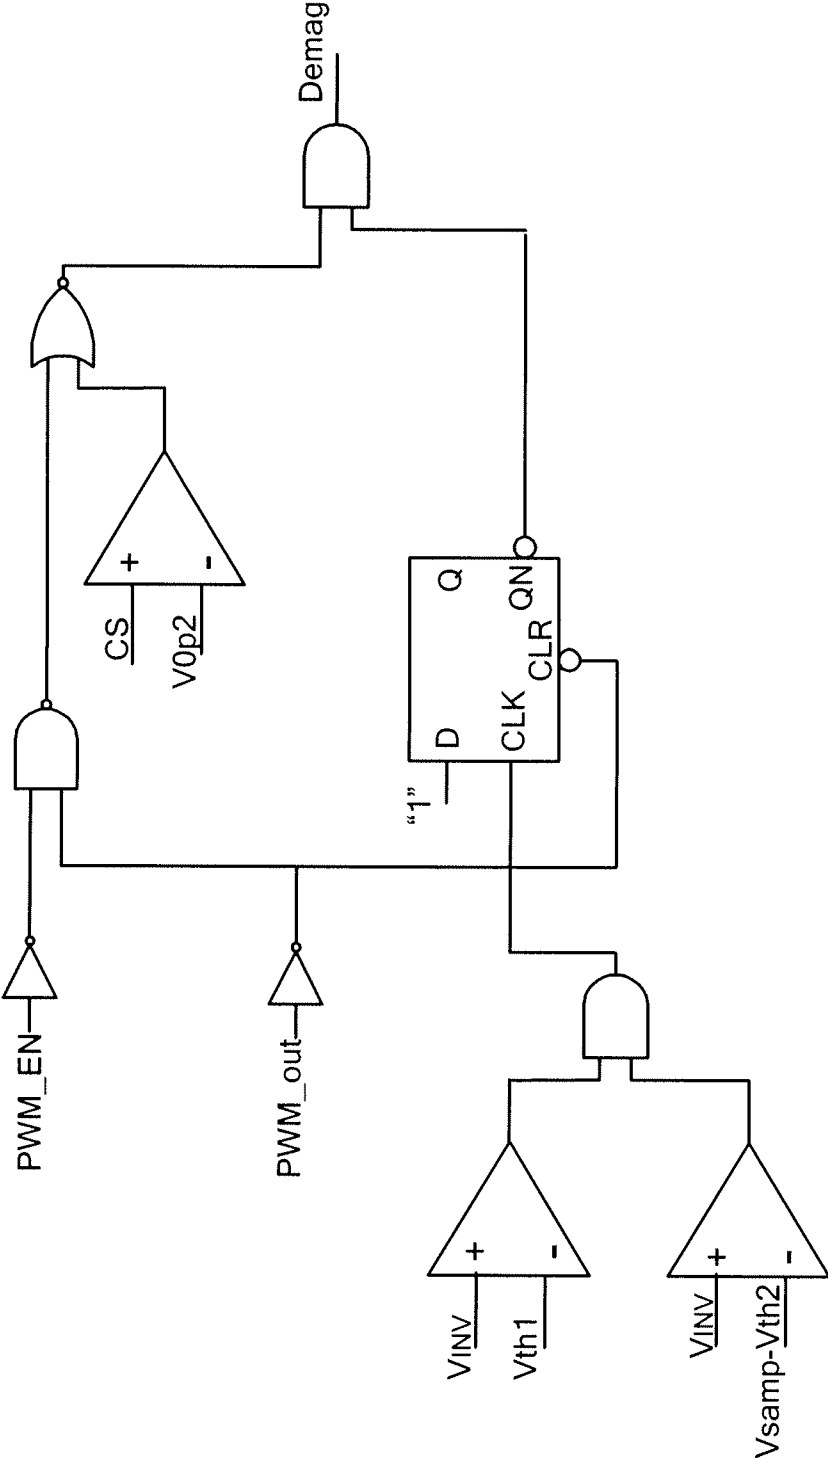 PWM_EN
PWM_out
VINV
+
Vth1
-
VINV
+
Vsamp-Vth2
-
CS
+
V0p2
-
“1”
D
Q
CLK
QN
CLR
Demag